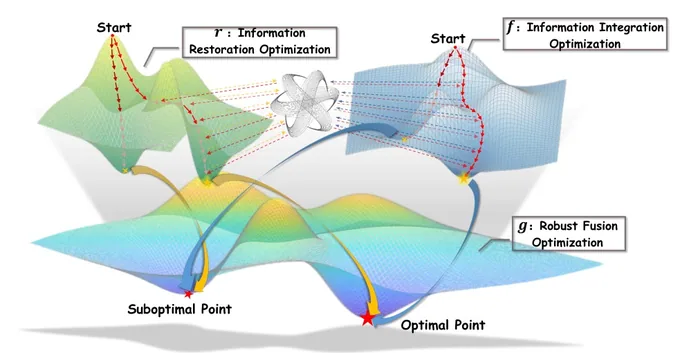 Start
r : Information
Restoration Optimization
Start
f : Information Integration
Optimization
g : Robust Fusion
Optimization
Suboptimal Point
Optimal Point